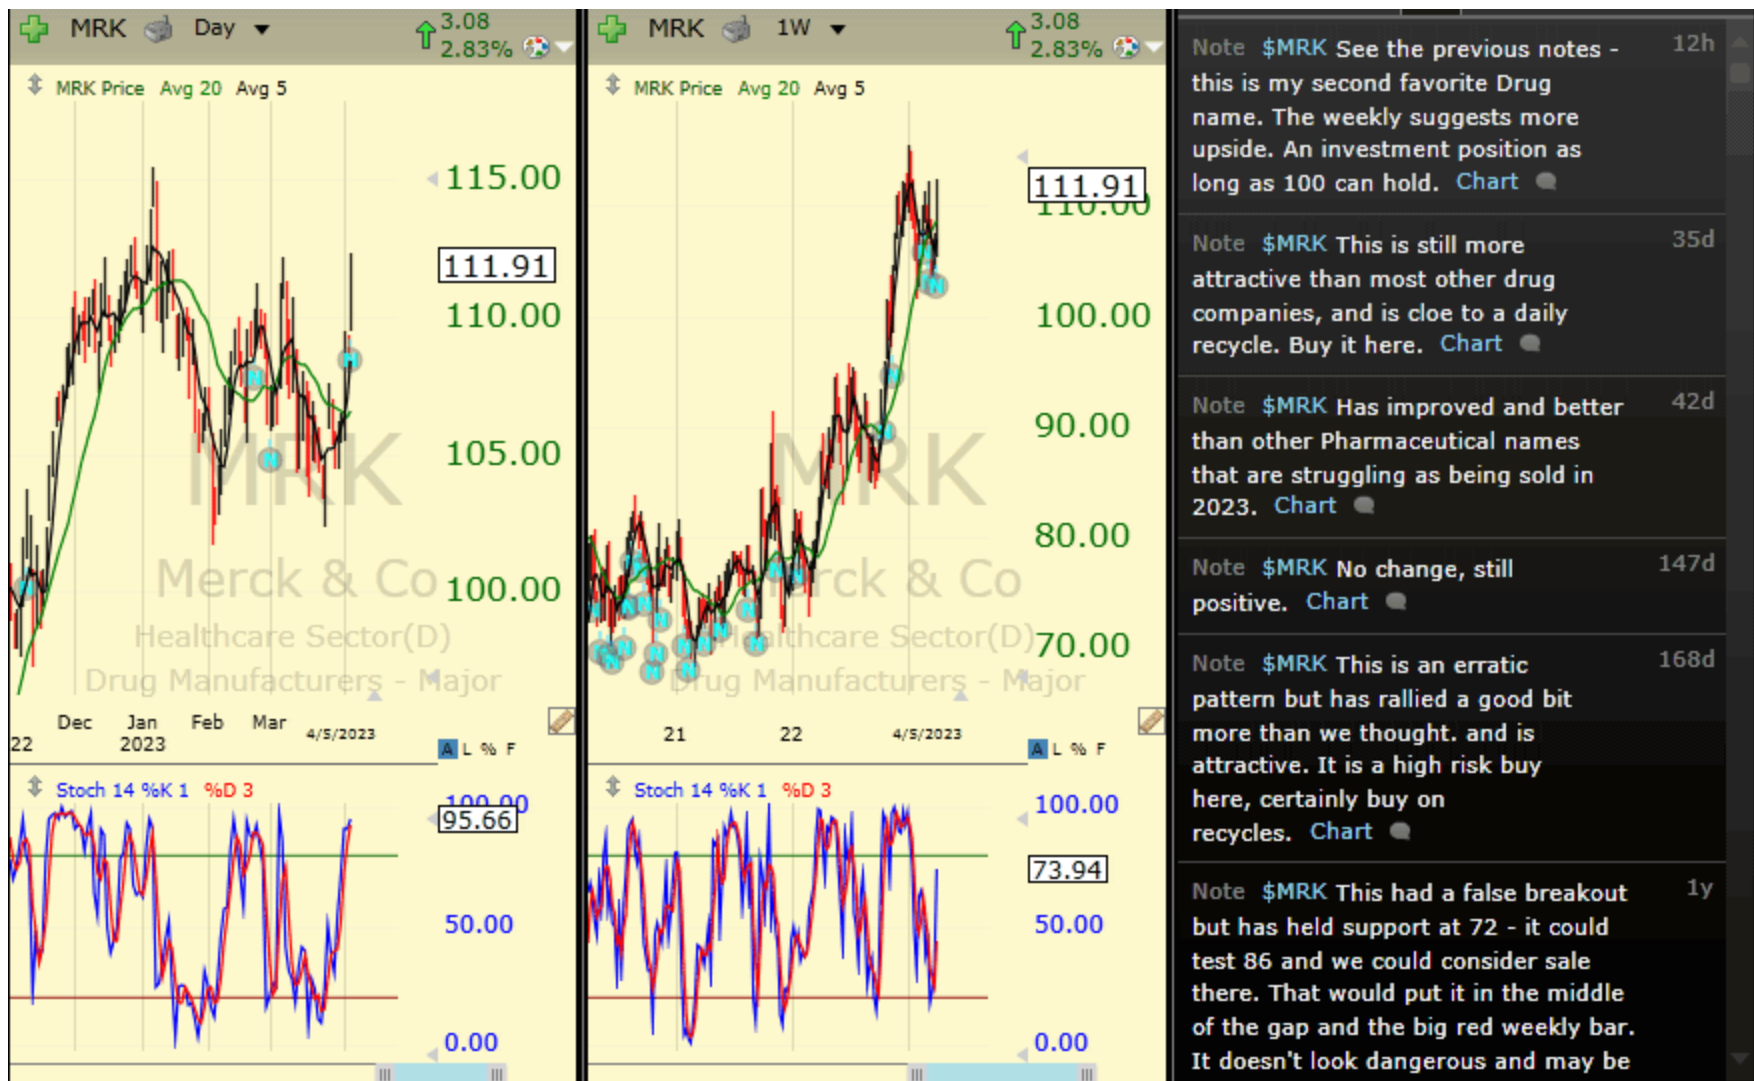 MRK Day 3.08
2.83%
MRK Price Avg 20 Avg 5
115.00
111.91
110.00
105.00
100.00
MRK
Merck & Co
Healthcare Sector(D)
Drug Manufacturers - Major
22 Dec Jan Feb Mar 4/5/2023
2023
A L % F
Stoch 14 %K 1 %D 3
100.00
95.66
50.00
0.00
MRK 1W 3.08
2.83%
MRK Price Avg 20 Avg 5
111.91
110.00
100.00
90.00
80.00
70.00
MRK
Merck & Co
Healthcare Sector(D)
Drug Manufacturers - Major
21 22 4/5/2023
A L % F
Stoch 14 %K 1 %D 3
100.00
73.94
50.00
0.00
Note $MRK See the previous notes - 12h
this is my second favorite Drug
name. The weekly suggests more
upside. An investment position as
long as 100 can hold. Chart
Note $MRK This is still more 35d
attractive than most other drug
companies, and is cloe to a daily
recycle. Buy it here. Chart
Note $MRK Has improved and better 42d
than other Pharmaceutical names
that are struggling as being sold in
2023. Chart
Note $MRK No change, still 147d
positive. Chart
Note $MRK This is an erratic 168d
pattern but has rallied a good bit
more than we thought. and is
attractive. It is a high risk buy
here, certainly buy on
recycles. Chart
Note $MRK This had a false breakout 1y
but has held support at 72 - it could
test 86 and we could consider sale
there. That would put it in the middle
of the gap and the big red weekly bar.
It doesn't look dangerous and may be